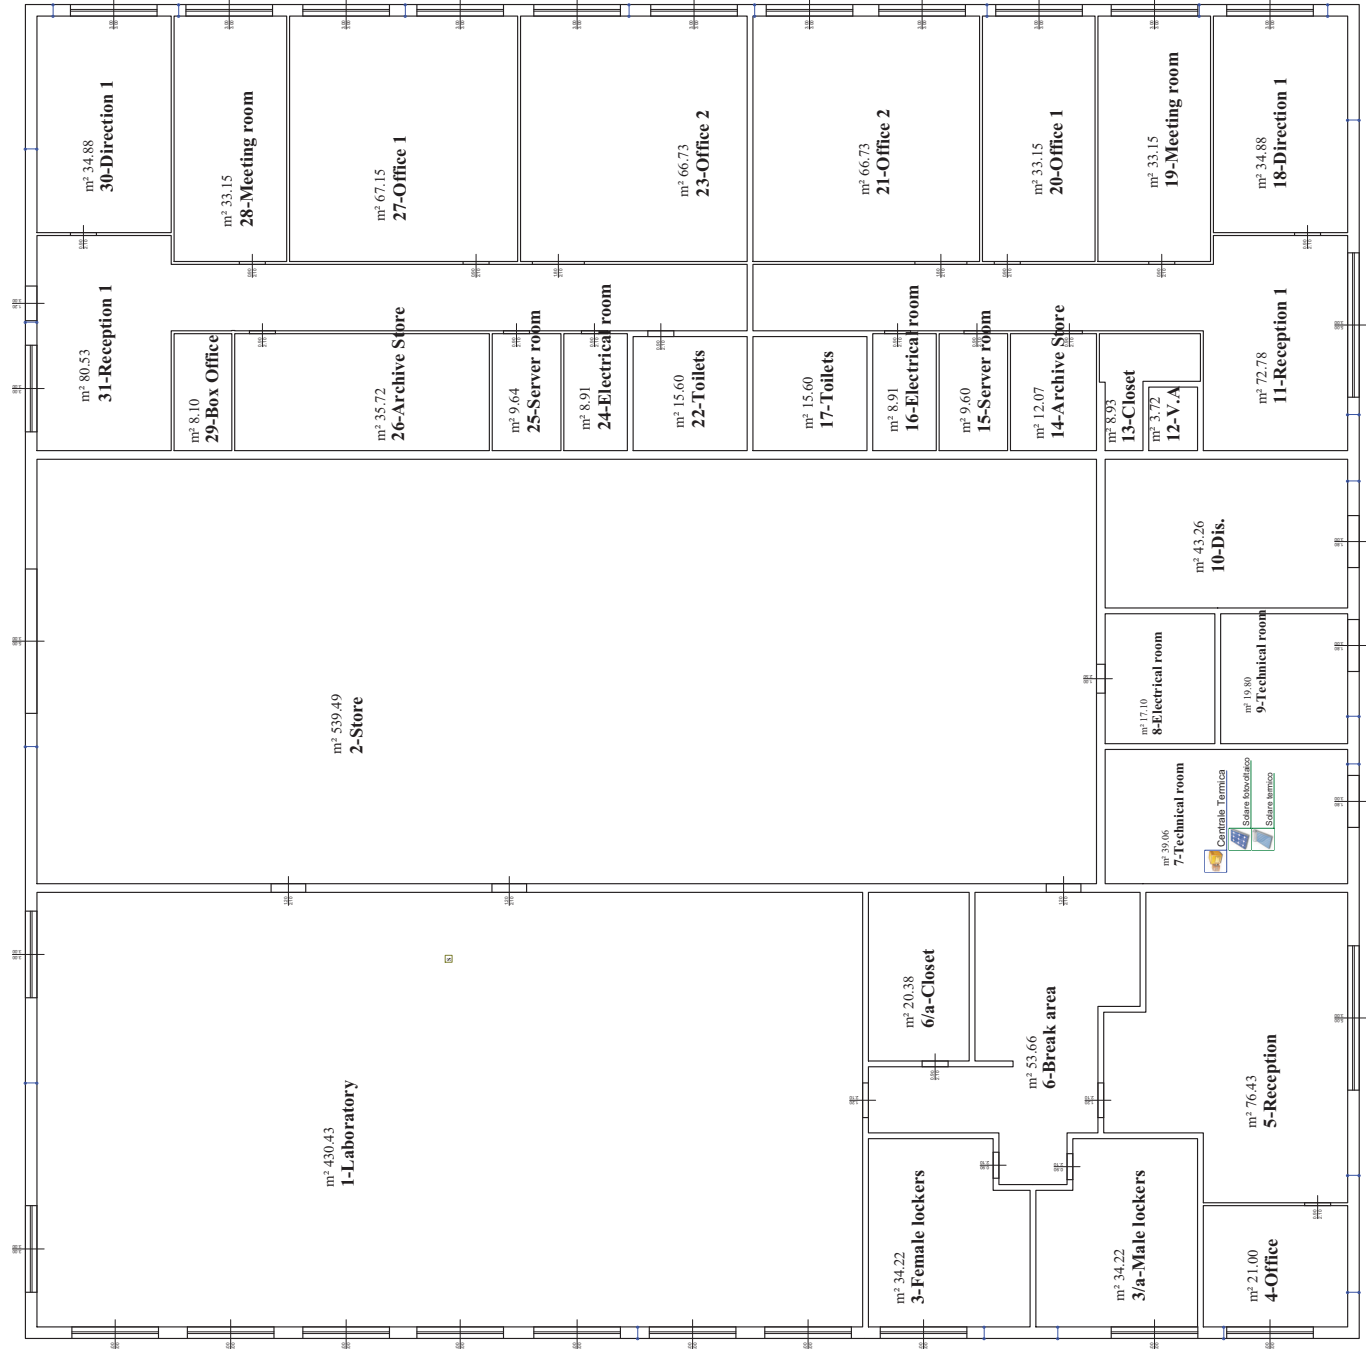 m² 34.88
30-Direction 1
m² 33.15
28-Meeting room
m² 67.15
27-Office 1
m² 66.73
23-Office 2
m² 66.73
21-Office 2
m² 33.15
20-Office 1
m² 33.15
19-Meeting room
m² 34.88
18-Direction 1
m² 80.53
31-Reception 1
m² 8.10
29-Box Office
m² 35.72
26-Archive Store
m² 9.64
25-Server room
m² 8.91
24-Electrical room
m² 15.60
22-Toilets
m² 15.60
17-Toilets
m² 8.91
16-Electrical room
m² 9.60
15-Server room
m² 12.07
14-Archive Store
m² 8.93
13-Closet
m² 3.72
12-V.A
m² 72.78
11-Reception 1
m² 539.49
2-Store
m² 43.26
10-Dis.
m² 17.10
8-Electrical room
m² 19.80
9-Technical room
m² 39.06
7-Technical room
Centrale Termica
Solare fotovoltaico
Solare termico
m² 430.43
1-Laboratory
m² 20.38
6/a-Closet
m² 53.66
6-Break area
m² 76.43
5-Reception
m² 34.22
3-Female lockers
m² 34.22
3/a-Male lockers
m² 21.00
4-Office